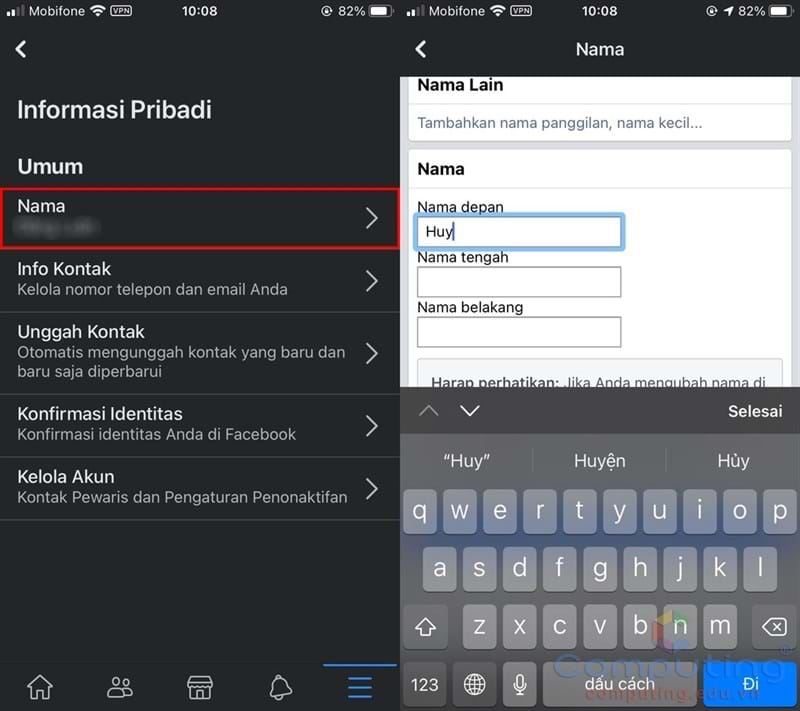 Mobifone VPN 10:08 82%
Informasi Pribadi
Umum
Nama
Info Kontak
Kelola nomor telepon dan email Anda
Unggah Kontak
Otomatis mengunggah kontak yang baru dan
baru saja diperbarui
Konfirmasi Identitas
Konfirmasi identitas Anda di Facebook
Kelola Akun
Kontak Pewaris dan Pengaturan Penonaktifan
Mobifone VPN 10:08 82%
Nama
Nama Lain
Tambahkan nama panggilan, nama kecil...
Nama
Nama depan
Huy
Nama tengah
Nama belakang
Harap perhatikan: Jika Anda mengubah nama di
Selesai
“Huy” Huyện Hủy
q w e r t y u i o p
a s d f g h j k l
z x c v b n m
123 dấu cách Đi
Computing
computing.edu.vn